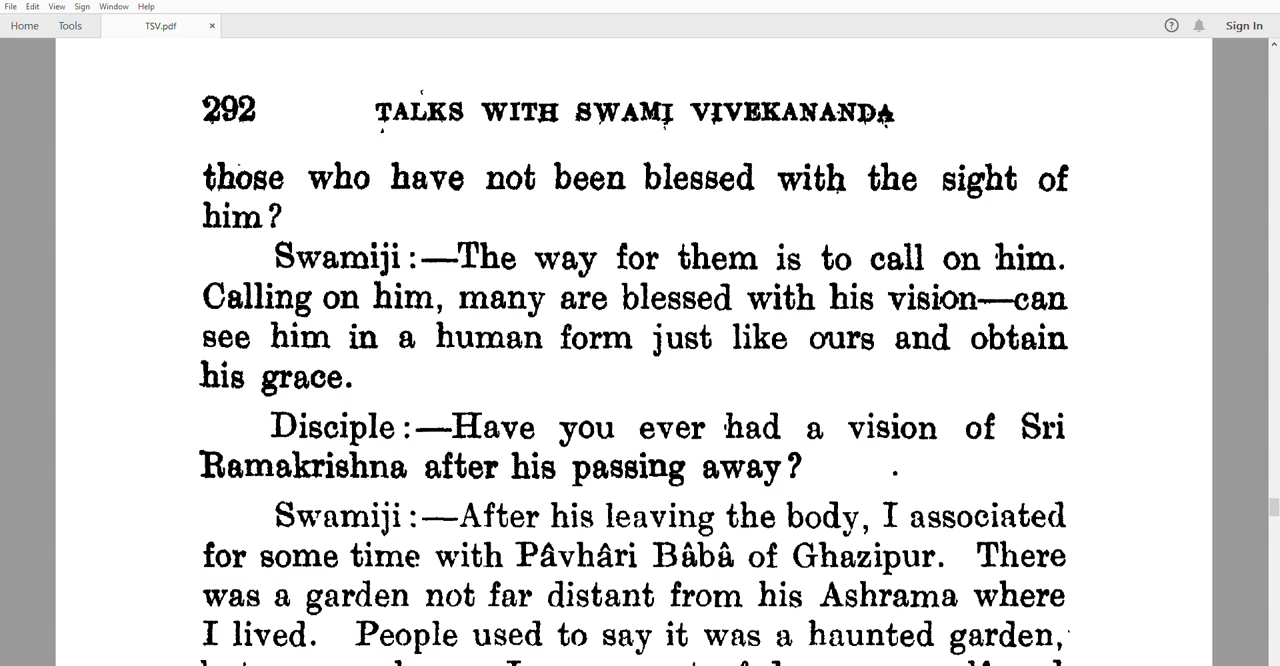 File Edit View Sign Window Help
Home Tools TSV.pdf × ? Sign In
292 TALKS WITH SWAMI VIVEKANANDA
those who have not been blessed with the sight of
him?
Swamiji:—The way for them is to call on him.
Calling on him, many are blessed with his vision—can
see him in a human form just like ours and obtain
his grace.
Disciple:—Have you ever had a vision of Sri
Ramakrishna after his passing away?
Swamiji:—After his leaving the body, I associated
for some time with Pâvhâri Bâbâ of Ghazipur. There
was a garden not far distant from his Ashrama where
I lived. People used to say it was a haunted garden,